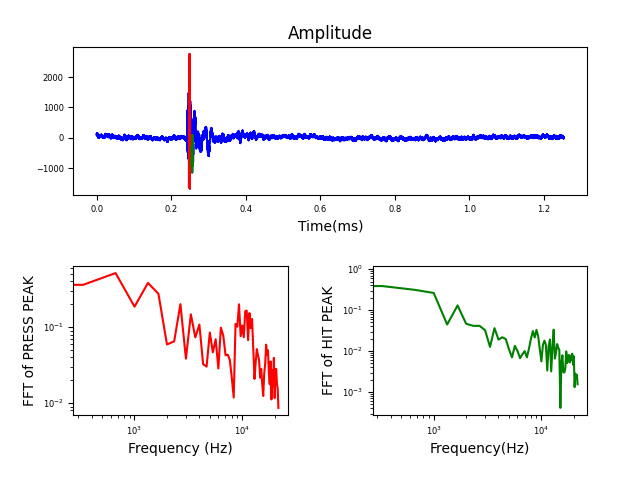 Amplitude
2000
1000
0
−1000
0.0 0.2 0.4 0.6 0.8 1.0 1.2
Time(ms)
FFT of PRESS PEAK
10⁻¹
10⁻²
10³ 10⁴
Frequency (Hz)
FFT of HIT PEAK
10⁰
10⁻¹
10⁻²
10⁻³
10³ 10⁴
Frequency(Hz)